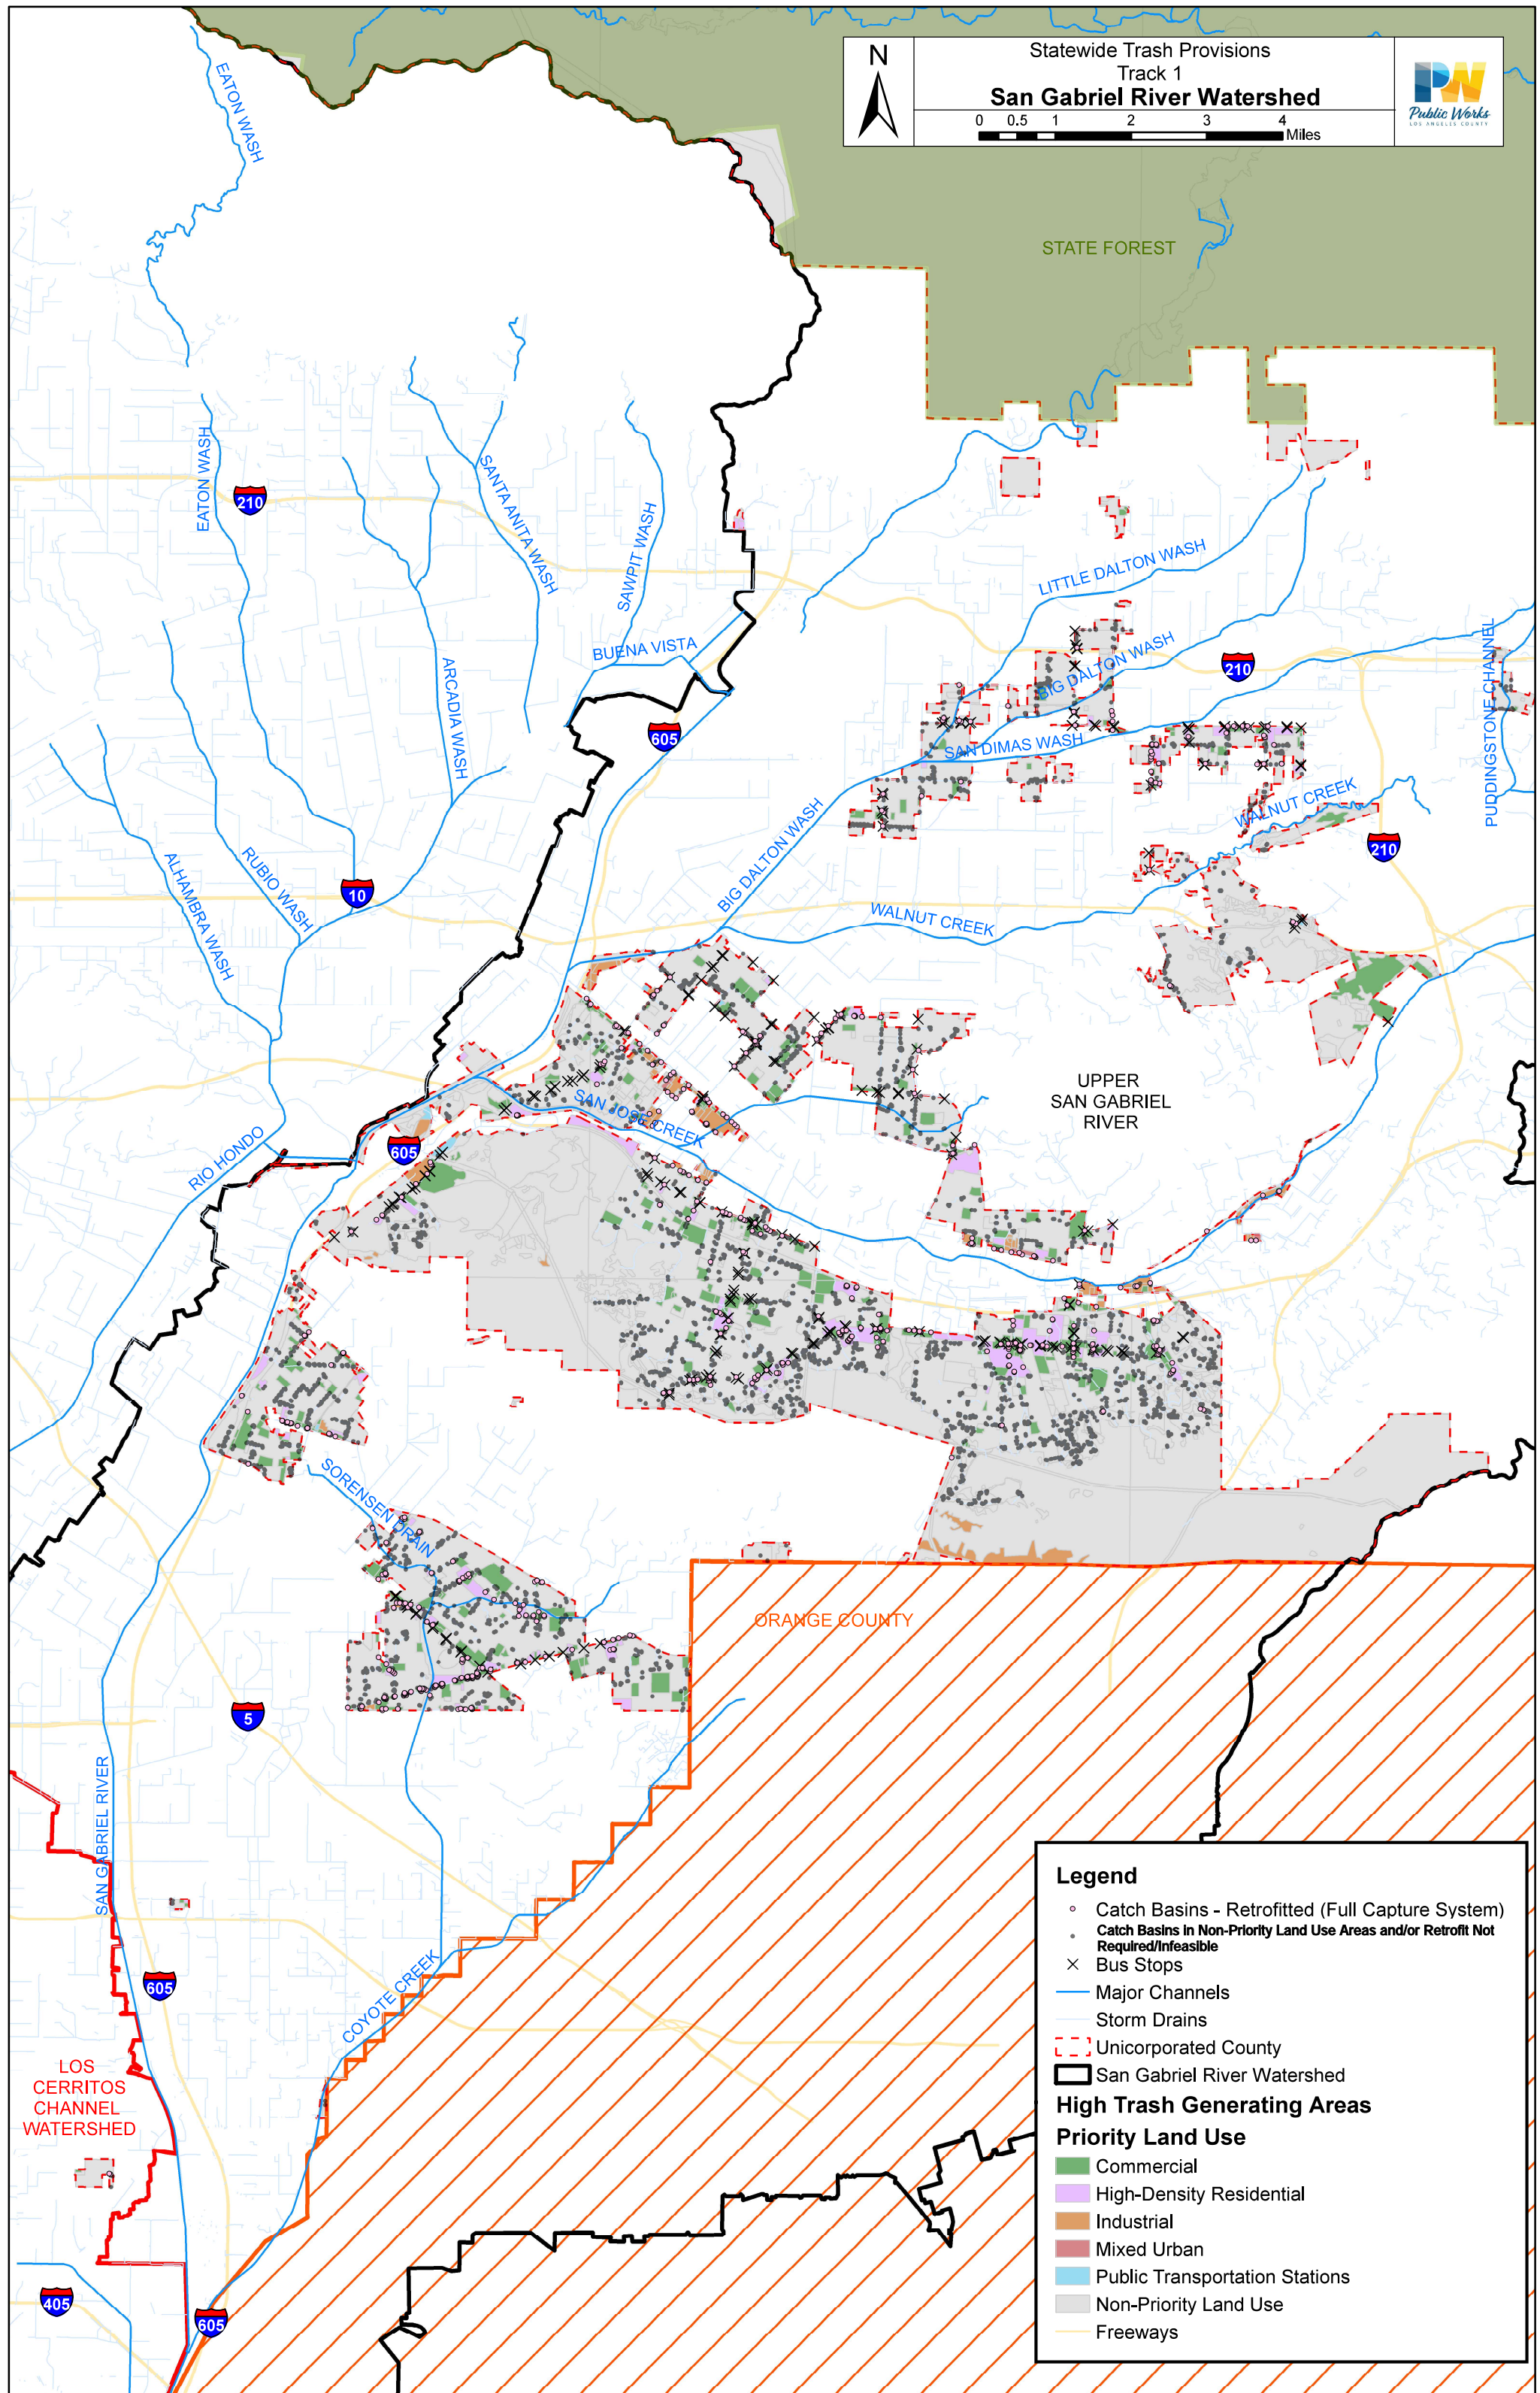 N
Statewide Trash Provisions
Track 1
San Gabriel River Watershed
0 0.5 1 2 3 4
Miles
PW
Public Works
LOS ANGELES COUNTY
EATON WASH
STATE FOREST
EATON WASH
210
SANTA ANITA WASH
SAWPIT WASH
LITTLE DALTON WASH
BUENA VISTA
BIG DALTON WASH
210
PUDDINGSTONE CHANNEL
ARCADIA WASH
605
SAN DIMAS WASH
WALNUT CREEK
210
ALHAMBRA WASH
RUBIO WASH
10
BIG DALTON WASH
WALNUT CREEK
UPPER
SAN GABRIEL
RIVER
SAN JOSE CREEK
RIO HONDO
605
SORENSEN DRAIN
ORANGE COUNTY
5
SAN GABRIEL RIVER
605
COYOTE CREEK
LOS
CERRITOS
CHANNEL
WATERSHED
405
605
Legend
Catch Basins - Retrofitted (Full Capture System)
Catch Basins in Non-Priority Land Use Areas and/or Retrofit Not
Required/Infeasible
Bus Stops
Major Channels
Storm Drains
Unicorporated County
San Gabriel River Watershed
High Trash Generating Areas
Priority Land Use
Commercial
High-Density Residential
Industrial
Mixed Urban
Public Transportation Stations
Non-Priority Land Use
Freeways